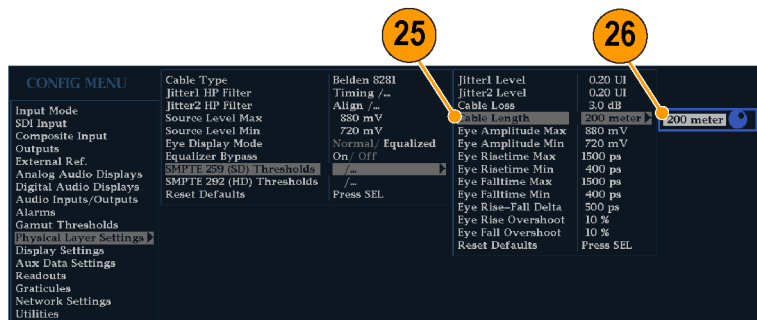 25
26
CONFIG MENU
Input Mode
SDI Input
Composite Input
Outputs
External Ref.
Analog Audio Displays
Digital Audio Displays
Audio Inputs/Outputs
Alarms
Gamut Thresholds
Physical Layer Settings
Display Settings
Aux Data Settings
Readouts
Graticules
Network Settings
Utilities
Cable Type Belden 8281
Jitter1 HP Filter Timing /...
Jitter2 HP Filter Align /...
Source Level Max 880 mV
Source Level Min 720 mV
Eye Display Mode Normal/ Equalized
Equalizer Bypass On/ Off
SMPTE 259 (SD) Thresholds /...
SMPTE 292 (HD) Thresholds /...
Reset Defaults Press SEL
Jitter1 Level 0.20 UI
Jitter2 Level 0.20 UI
Cable Loss 3.0 dB
Cable Length 200 meter
Eye Amplitude Max 880 mV
Eye Amplitude Min 720 mV
Eye Risetime Max 1500 ps
Eye Risetime Min 400 ps
Eye Falltime Max 1500 ps
Eye Falltime Min 400 ps
Eye Rise-Fall Delta 500 ps
Eye Rise Overshoot 10 %
Eye Fall Overshoot 10 %
Reset Defaults Press SEL
200 meter